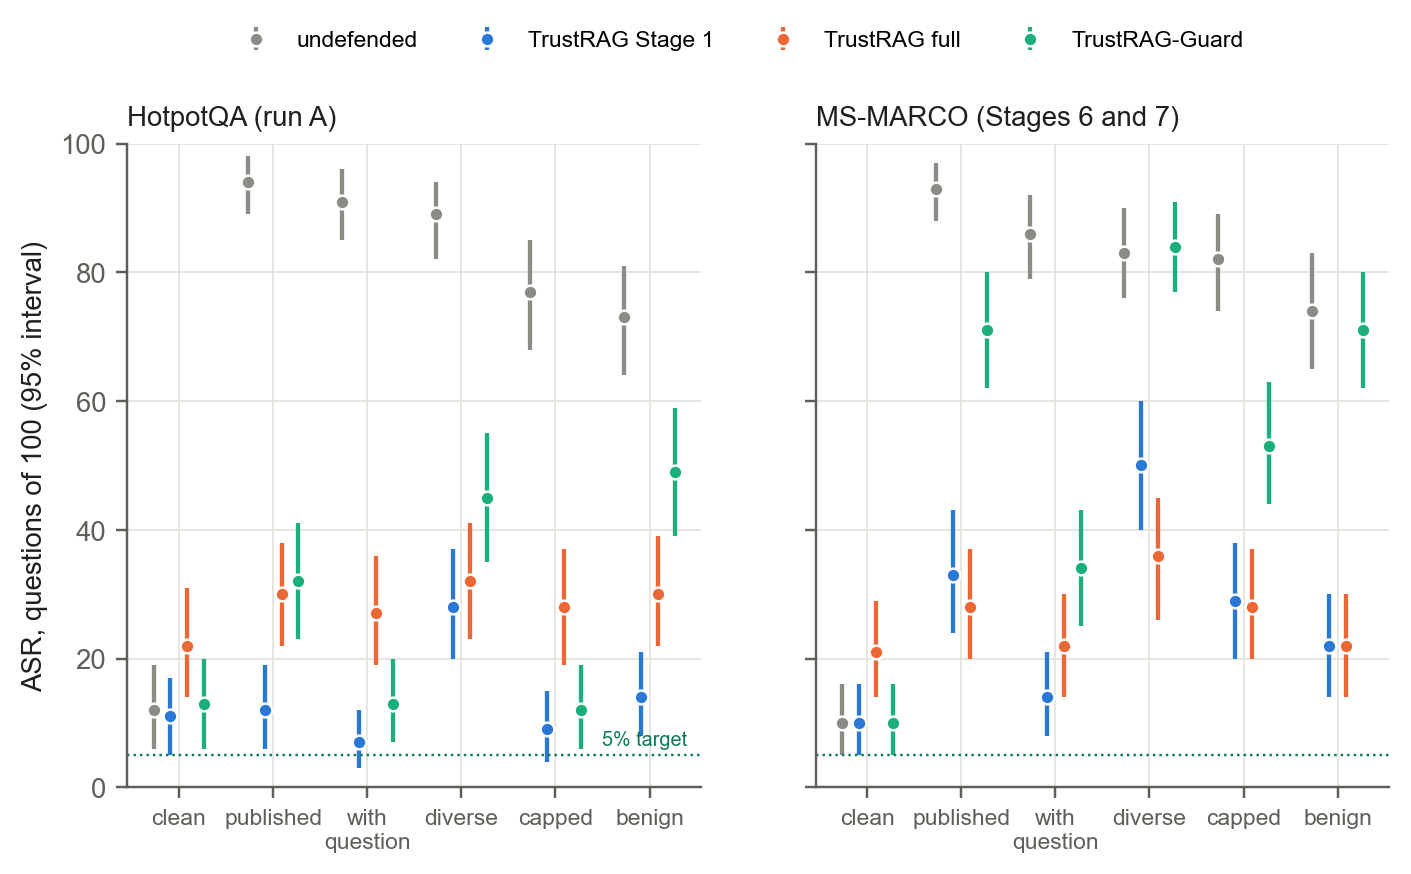 undefended TrustRAG Stage 1 TrustRAG full TrustRAG-Guard
HotpotQA (run A)
MS-MARCO (Stages 6 and 7)
ASR, questions of 100 (95% interval)
100
80
60
40
20
0
5% target
clean published with question diverse capped benign
clean published with question diverse capped benign